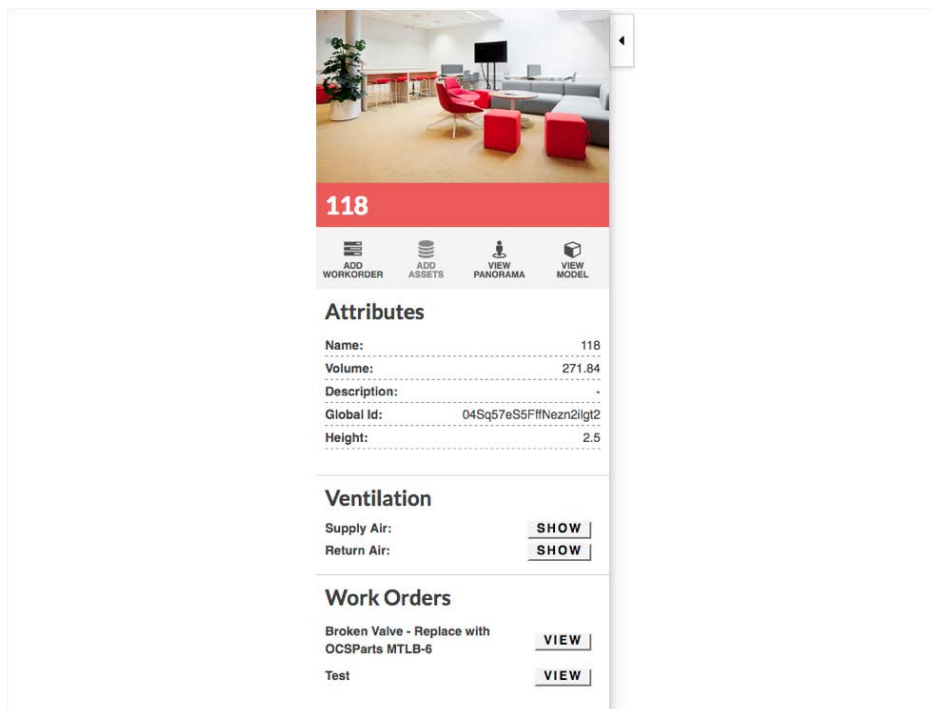 118
ADD WORKORDER
ADD ASSETS
VIEW PANORAMA
VIEW MODEL
Attributes
Name: 118
Volume: 271.84
Description: -
Global Id: 04Sq57eS5FffNezn2ilgt2
Height: 2.5
Ventilation
Supply Air: SHOW
Return Air: SHOW
Work Orders
Broken Valve - Replace with
OCSParts MTLB-6 VIEW
Test VIEW